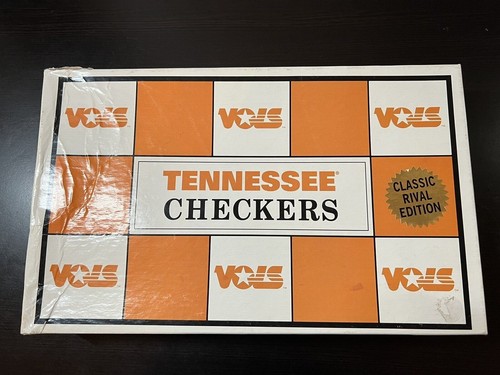 VOLS VOLS VOLS
TENNESSEE®
CHECKERS
CLASSIC
RIVAL
EDITION
VOLS VOLS VOLS